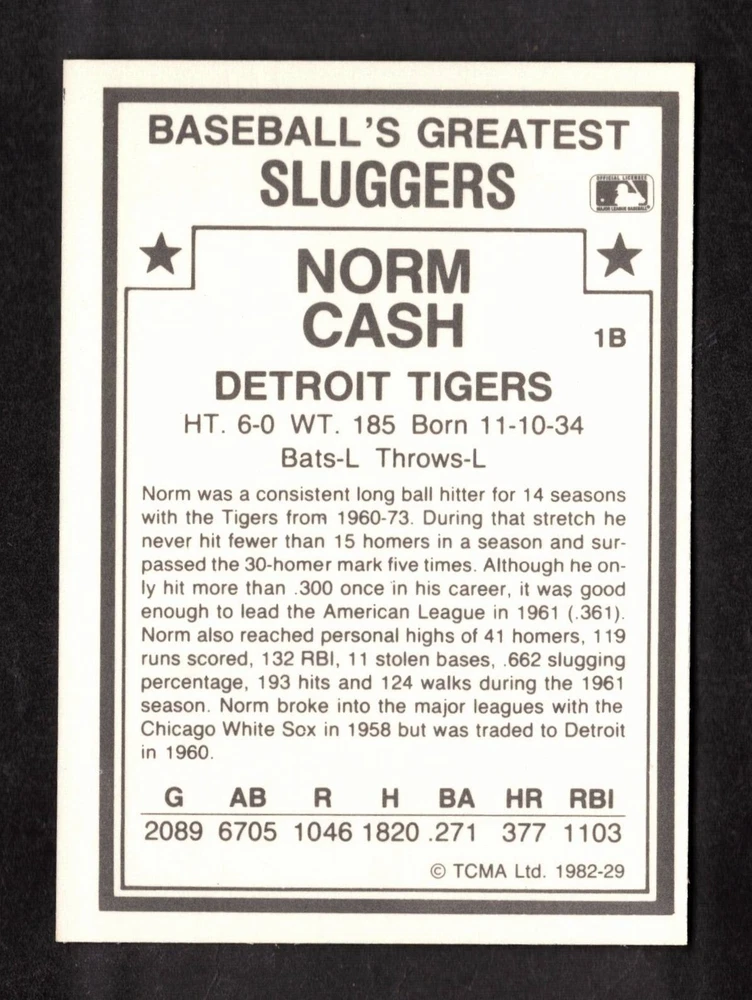 BASEBALL'S GREATEST
SLUGGERS
OFFICIAL LICENSEE
MAJOR LEAGUE BASEBALL
NORM
CASH
1B
DETROIT TIGERS
HT. 6-0 WT. 185 Born 11-10-34
Bats-L Throws-L
Norm was a consistent long ball hitter for 14 seasons
with the Tigers from 1960-73. During that stretch he
never hit fewer than 15 homers in a season and sur-
passed the 30-homer mark five times. Although he on-
ly hit more than .300 once in his career, it was good
enough to lead the American League in 1961 (.361).
Norm also reached personal highs of 41 homers, 119
runs scored, 132 RBI, 11 stolen bases, .662 slugging
percentage, 193 hits and 124 walks during the 1961
season. Norm broke into the major leagues with the
Chicago White Sox in 1958 but was traded to Detroit
in 1960.
G AB R H BA HR RBI
2089 6705 1046 1820 .271 377 1103
© TCMA Ltd. 1982-29